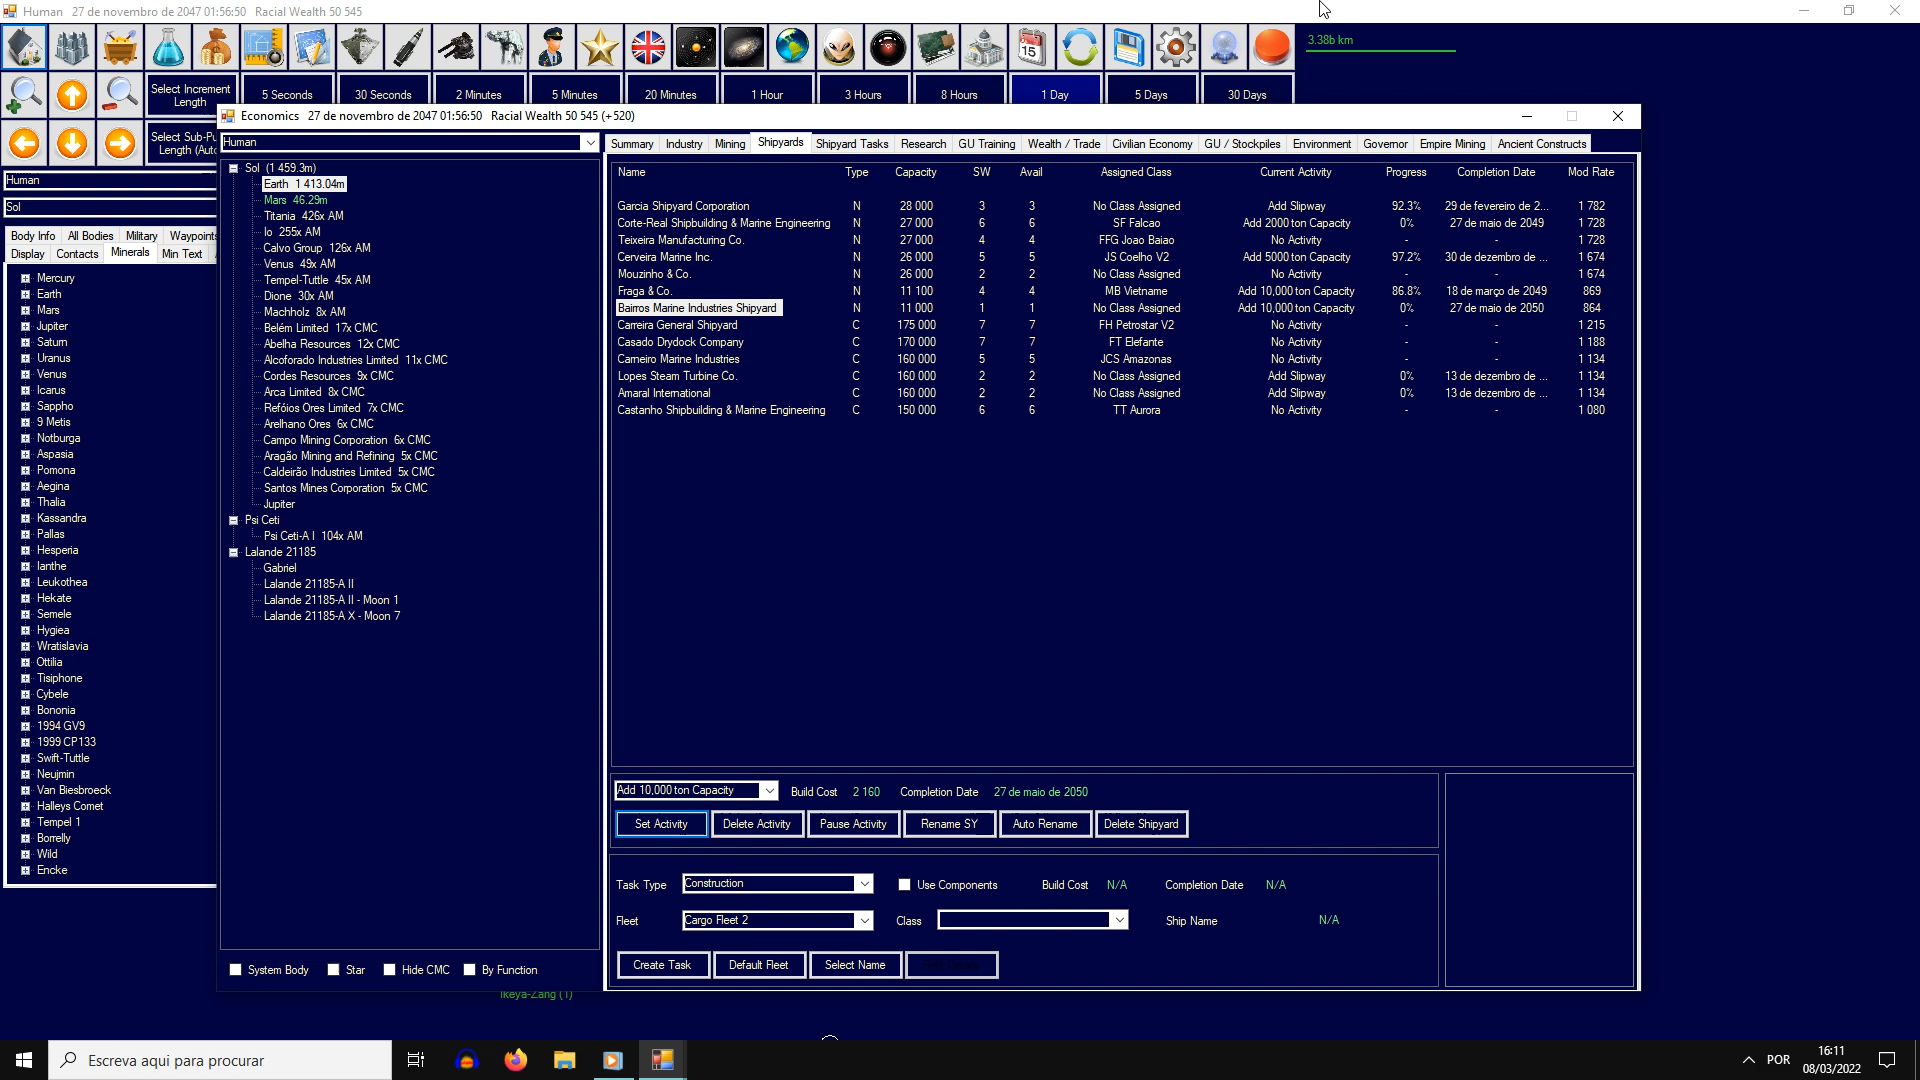 Human   27 de novembro de 2047 01:56:50   Racial Wealth 50 545
3.38b km
Select Increment Length
5 Seconds
30 Seconds
2 Minutes
5 Minutes
20 Minutes
1 Hour
3 Hours
8 Hours
1 Day
5 Days
30 Days
Economics   27 de novembro de 2047 01:56:50   Racial Wealth 50 545 (+520)
Human
Sol
Body Info   All Bodies   Military   Waypoints
Display   Contacts   Minerals   Min Text
Mercury
Earth
Mars
Jupiter
Saturn
Uranus
Venus
Icarus
Sappho
9 Metis
Notburga
Aspasia
Pomona
Aegina
Thalia
Kassandra
Pallas
Hesperia
Ianthe
Leukothea
Hekate
Semele
Hygiea
Wratislavia
Ottilia
Tisiphone
Cybele
Bononia
1994 GV9
1999 CP133
Swift-Tuttle
Neujmin
Van Biesbroeck
Halleys Comet
Tempel 1
Borrelly
Wild
Encke
Human
Sol  (1 459.3m)
Earth  1 413.04m
Mars  46.29m
Titania  426x AM
Io  255x AM
Calvo Group  126x AM
Venus  49x AM
Tempel-Tuttle  45x AM
Dione  30x AM
Machholz  8x AM
Belém Limited  17x CMC
Abelha Resources  12x CMC
Alcoforado Industries Limited  11x CMC
Cordes Resources  9x CMC
Arca Limited  8x CMC
Refóios Ores Limited  7x CMC
Arelhano Ores  6x CMC
Campo Mining Corporation  6x CMC
Aragão Mining and Refining  5x CMC
Caldeirão Industries Limited  5x CMC
Santos Mines Corporation  5x CMC
Jupiter
Psi Ceti
Psi Ceti-A I  104x AM
Lalande 21185
Gabriel
Lalande 21185-A II
Lalande 21185-A II - Moon 1
Lalande 21185-A X - Moon 7
System Body   Star   Hide CMC   By Function
Ikeya-Zang (1)
Summary   Industry   Mining   Shipyards   Shipyard Tasks   Research   GU Training   Wealth / Trade   Civilian Economy   GU / Stockpiles   Environment   Governor   Empire Mining   Ancient Constructs
Name   Type   Capacity   SW   Avail   Assigned Class   Current Activity   Progress   Completion Date   Mod Rate
Garcia Shipyard Corporation   N   28 000   3   3   No Class Assigned   Add Slipway   92.3%   29 de fevereiro de 2...   1 782
Corte-Real Shipbuilding & Marine Engineering   N   27 000   6   6   SF Falcao   Add 2000 ton Capacity   0%   27 de maio de 2049   1 728
Teixeira Manufacturing Co.   N   27 000   4   4   FFG Joao Baiao   No Activity   -   -   1 728
Cerveira Marine Inc.   N   26 000   5   5   JS Coelho V2   Add 5000 ton Capacity   97.2%   30 de dezembro de ...   1 674
Mouzinho & Co.   N   26 000   2   2   No Class Assigned   No Activity   -   -   1 674
Fraga & Co.   N   11 100   4   4   MB Vietname   Add 10,000 ton Capacity   86.8%   18 de março de 2049   869
Bairros Marine Industries Shipyard   N   11 000   1   1   No Class Assigned   Add 10,000 ton Capacity   0%   27 de maio de 2050   864
Carreira General Shipyard   C   175 000   7   7   FH Petrostar V2   No Activity   -   -   1 215
Casado Drydock Company   C   170 000   7   7   FT Elefante   No Activity   -   -   1 188
Carneiro Marine Industries   C   160 000   5   5   JCS Amazonas   No Activity   -   -   1 134
Lopes Steam Turbine Co.   C   160 000   2   2   No Class Assigned   Add Slipway   0%   13 de dezembro de ...   1 134
Amaral International   C   160 000   2   2   No Class Assigned   Add Slipway   0%   13 de dezembro de ...   1 134
Castanho Shipbuilding & Marine Engineering   C   150 000   6   6   TT Aurora   No Activity   -   -   1 080
Add 10,000 ton Capacity   Build Cost   2 160   Completion Date   27 de maio de 2050
Set Activity   Delete Activity   Pause Activity   Rename SY   Auto Rename   Delete Shipyard
Task Type   Construction   Use Components   Build Cost   N/A   Completion Date   N/A
Fleet   Cargo Fleet 2   Class   Ship Name   N/A
Create Task   Default Fleet   Select Name
Escreva aqui para procurar
POR
16:11
08/03/2022